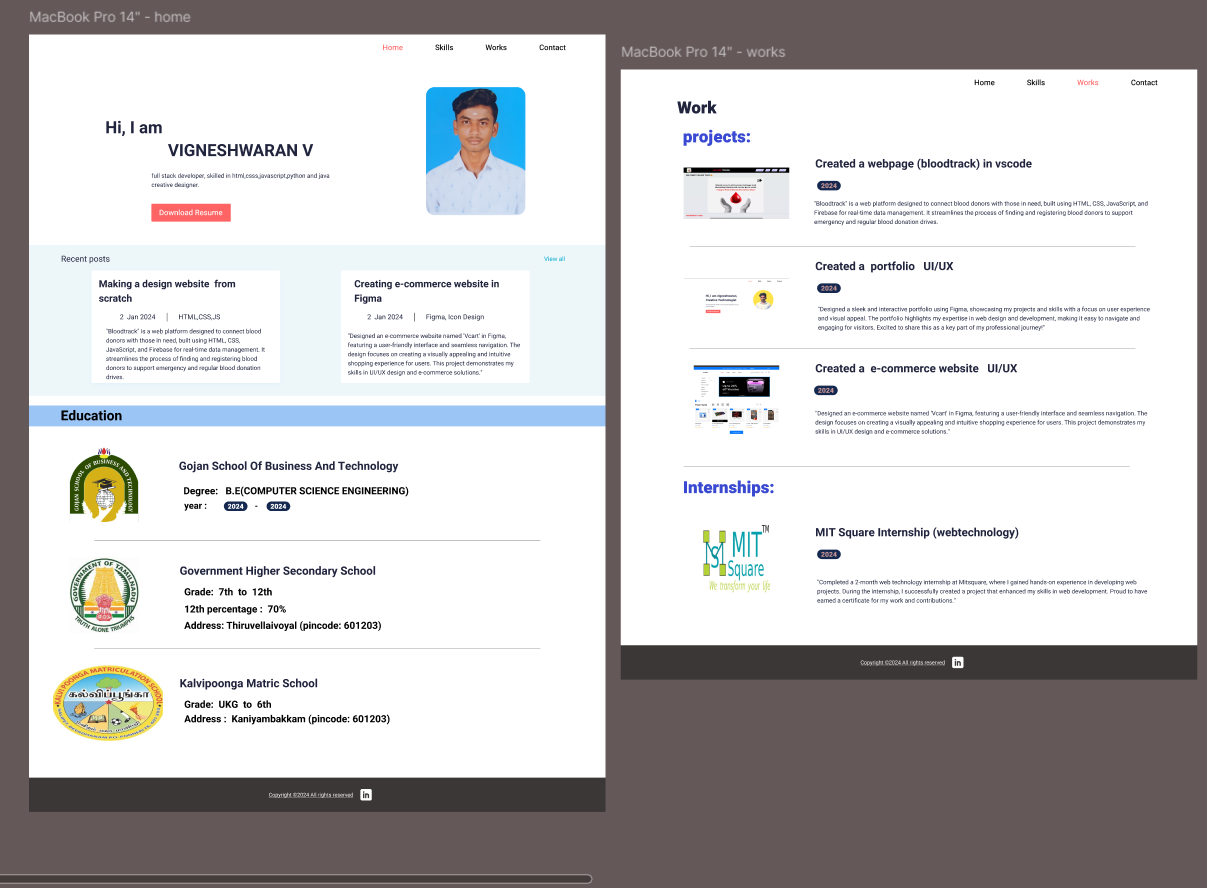 MacBook Pro 14" - home
Home Skills Works Contact
Hi, I am
VIGNESHWARAN V
full stack developer, skilled in html,csss,javascript,python and java
creative designer.
Download Resume
Recent posts
View all
Making a design website from
scratch
2 Jan 2024 | HTML,CSS,JS
"Bloodtrack" is a web platform designed to connect blood
donors with those in need, built using HTML, CSS,
JavaScript, and Firebase for real-time data management. It
streamlines the process of finding and registering blood
donors to support emergency and regular blood donation
drives.
Creating e-commerce website in
Figma
2 Jan 2024 | Figma, Icon Design
"Designed an e-commerce website named 'Vcart' in Figma,
featuring a user-friendly interface and seamless navigation. The
design focuses on creating a visually appealing and intuitive
shopping experience for users. This project demonstrates my
skills in UI/UX design and e-commerce solutions."
Education
GOJAN SCHOOL OF BUSINESS AND TECHNOLOGY
Gojan School Of Business And Technology
Degree: B.E(COMPUTER SCIENCE ENGINEERING)
year : 2024 - 2024
GOVERNMENT OF TAMILNADU
TRUTH ALONE TRIUMPHS
Government Higher Secondary School
Grade: 7th to 12th
12th percentage : 70%
Address: Thiruvellaivoyal (pincode: 601203)
KALVI POONGA MATRICULATION SCHOOL
கல்விப்பூங்கா
Kalvipoonga Matric School
Grade: UKG to 6th
Address : Kaniyambakkam (pincode: 601203)
Copyright ©2024 All rights reserved in
MacBook Pro 14" - works
Home Skills Works Contact
Work
projects:
Created a webpage (bloodtrack) in vscode
2024
"Bloodtrack" is a web platform designed to connect blood donors with those in need, built using HTML, CSS, JavaScript, and
Firebase for real-time data management. It streamlines the process of finding and registering blood donors to support
emergency and regular blood donation drives.
Created a portfolio UI/UX
"Designed a sleek and interactive portfolio using Figma, showcasing my projects and skills with a focus on user experience
and visual appeal. The portfolio highlights my expertise in web design and development, making it easy to navigate and
engaging for visitors. Excited to share this as a key part of my professional journey!"
Created a e-commerce website UI/UX
2024
"Designed an e-commerce website named 'Vcart' in Figma, featuring a user-friendly interface and seamless navigation. The
design focuses on creating a visually appealing and intuitive shopping experience for users. This project demonstrates my
skills in UI/UX design and e-commerce solutions."
Internships:
MIT TM
Square
We transform your life
MIT Square Internship (webtechnology)
2024
"Completed a 2-month web technology internship at Mitsquare, where I gained hands-on experience in developing web
projects. During the internship, I successfully created a project that enhanced my skills in web development. Proud to have
earned a certificate for my work and contributions."
Copyright ©2024 All rights reserved in